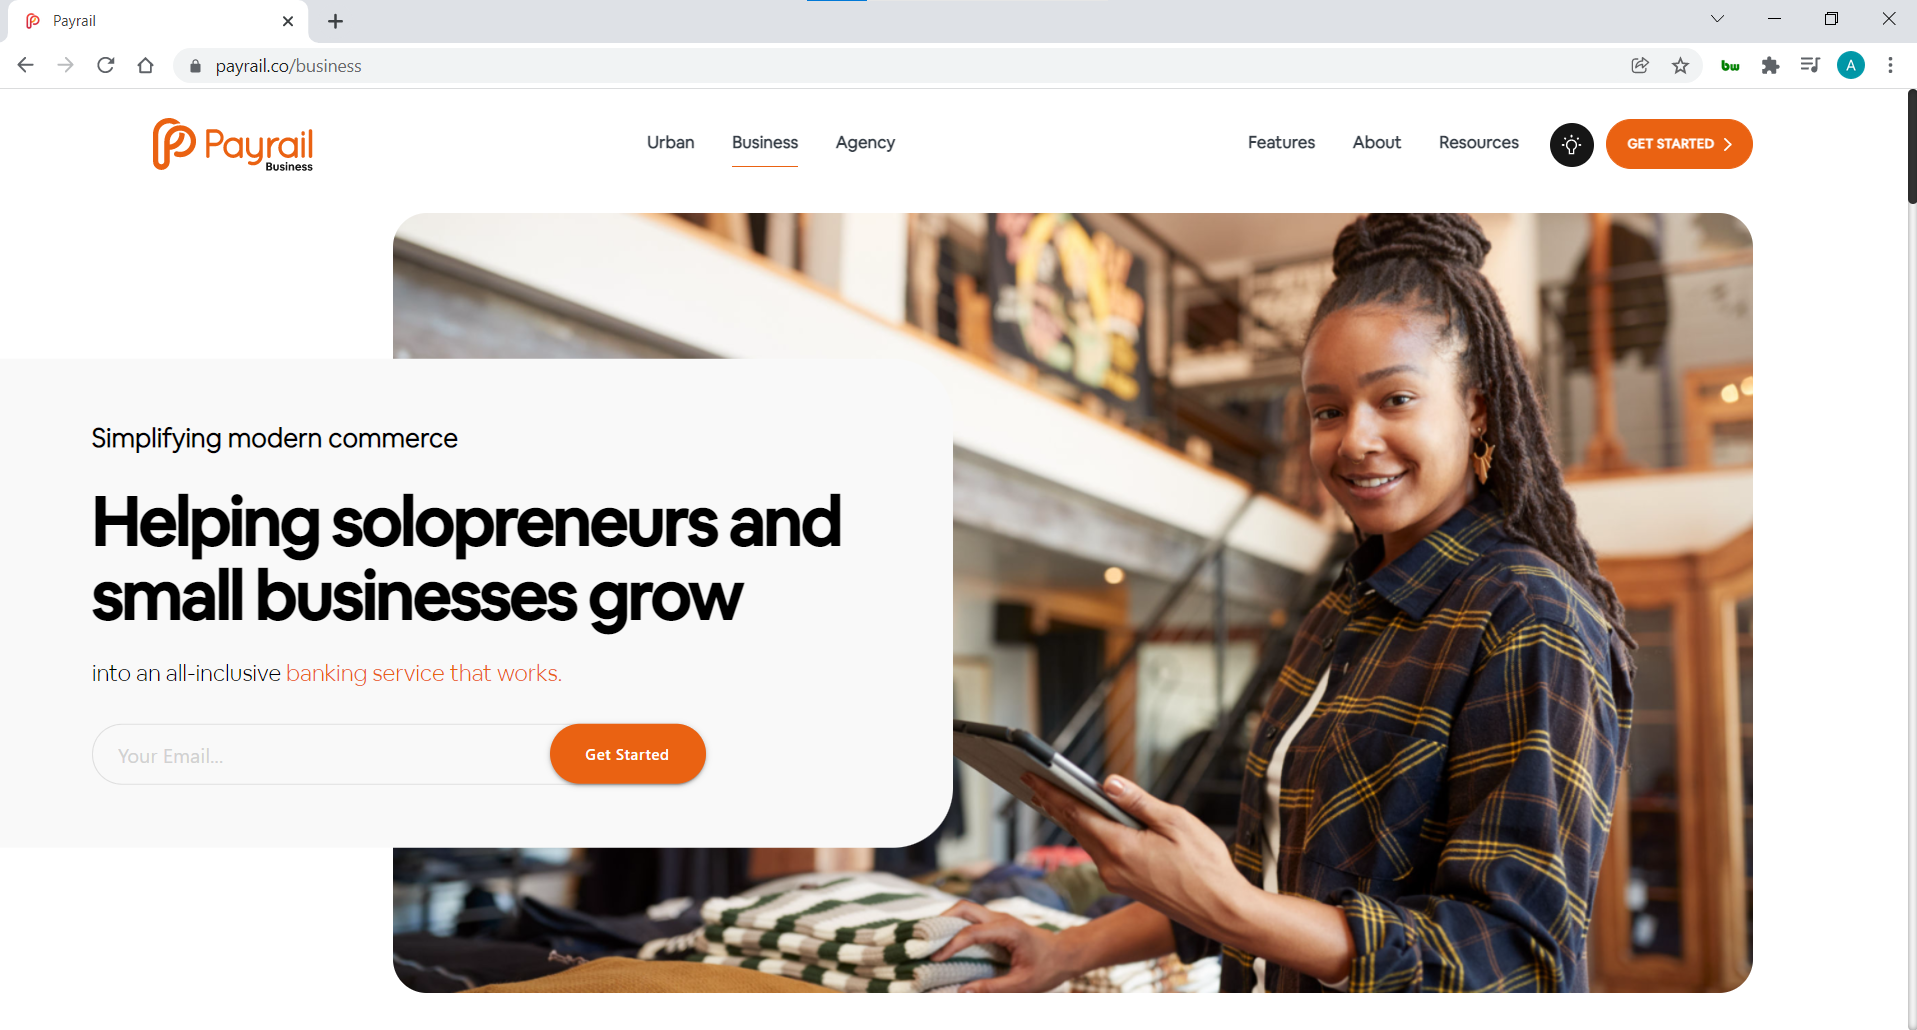 Payrail
payrail.co/business
bw
A
Payrail
Business
Urban
Business
Agency
Features
About
Resources
GET STARTED
Simplifying modern commerce
Helping solopreneurs and
small businesses grow
into an all-inclusive banking service that works.
Your Email...
Get Started